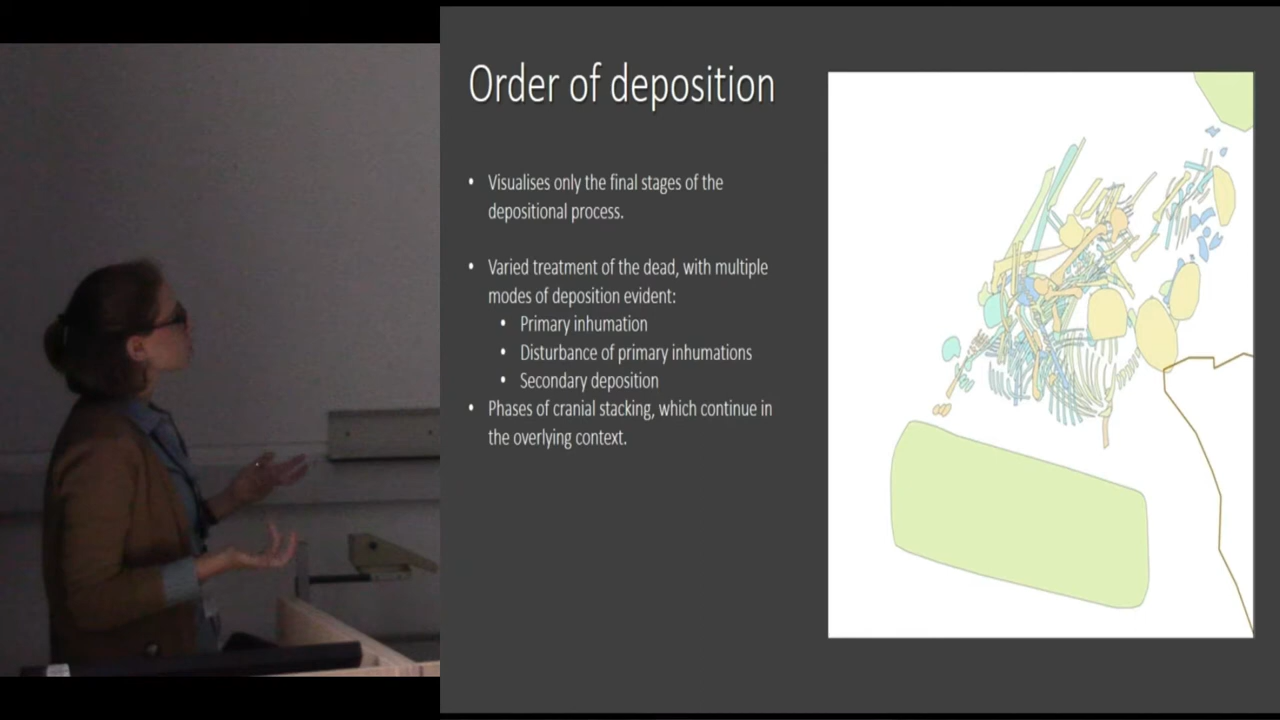 Order of deposition
• Visualises only the final stages of the
depositional process.
• Varied treatment of the dead, with multiple
modes of deposition evident:
• Primary inhumation
• Disturbance of primary inhumations
• Secondary deposition
• Phases of cranial stacking, which continue in
the overlying context.